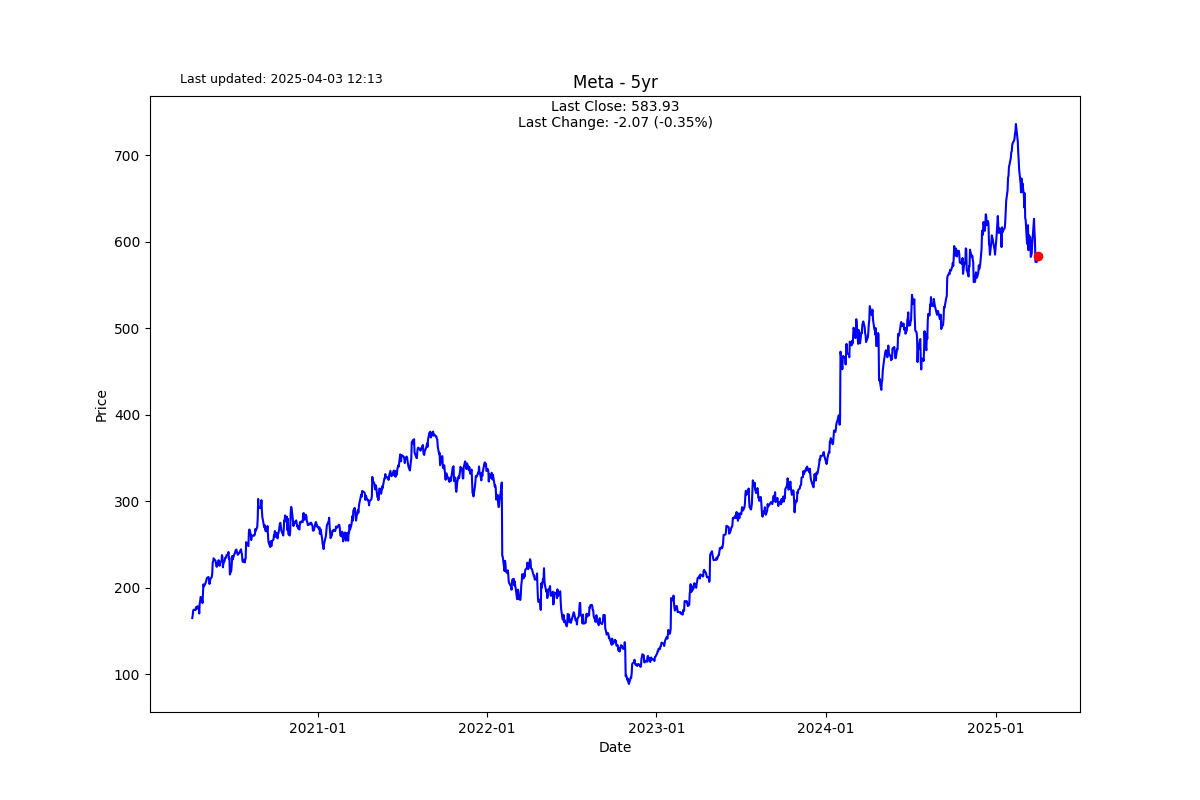 Last updated: 2025-04-03 12:13
Meta - 5yr
Last Close: 583.93
Last Change: -2.07 (-0.35%)
700
600
500
400
300
200
100
Price
2021-01
2022-01
2023-01
2024-01
2025-01
Date